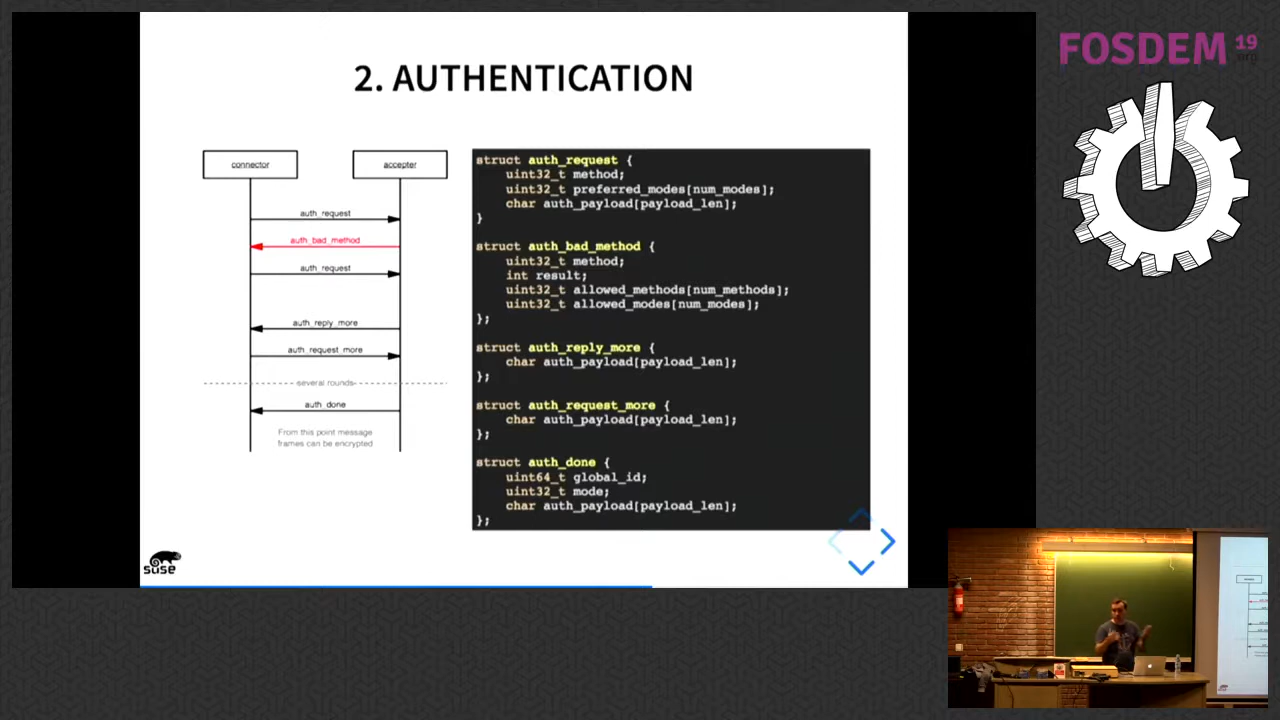 2. AUTHENTICATION
connector
accepter
auth_request
auth_bad_method
auth_request
auth_reply_more
auth_request_more
several rounds
auth_done
From this point message
frames can be encrypted
struct auth_request {
uint32_t method;
uint32_t preferred_modes[num_modes];
char auth_payload[payload_len];
}
struct auth_bad_method {
uint32_t method;
int result;
uint32_t allowed_methods[num_methods];
uint32_t allowed_modes[num_modes];
};
struct auth_reply_more {
char auth_payload[payload_len];
};
struct auth_request_more {
char auth_payload[payload_len];
};
struct auth_done {
uint64_t global_id;
uint32_t mode;
char auth_payload[payload_len];
};
suse
FOSDEM 19
.org